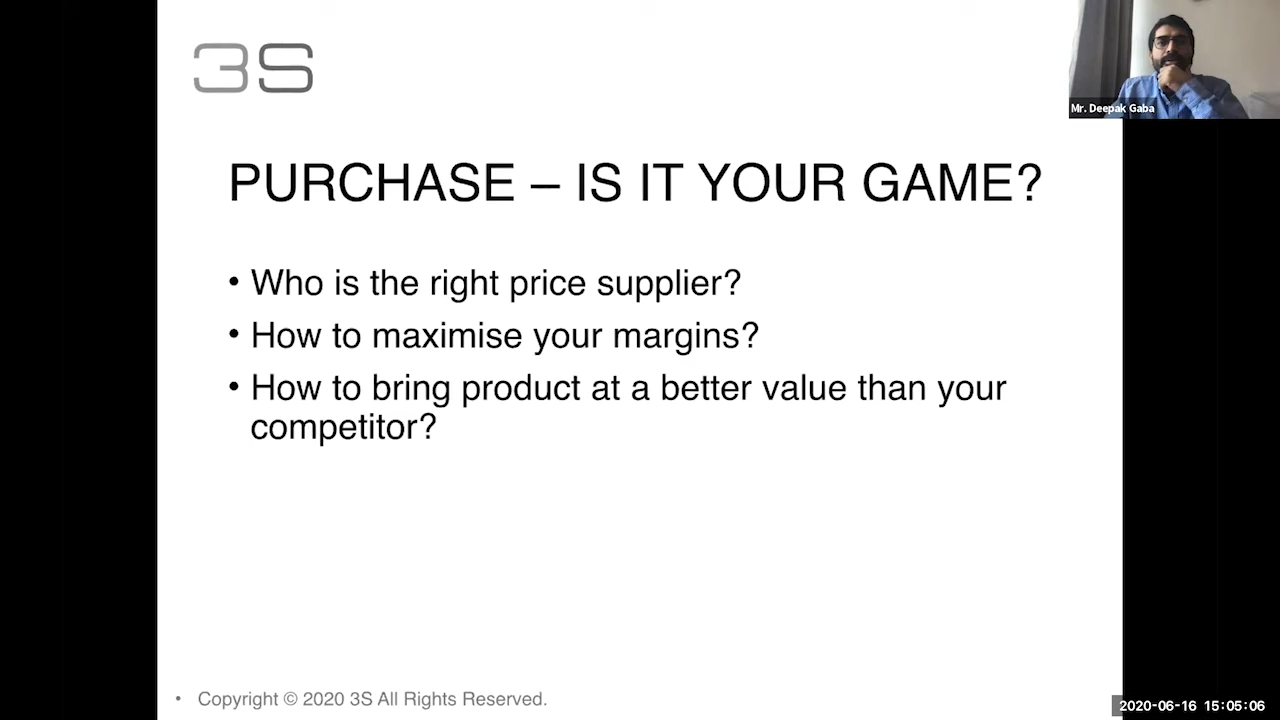 3S
Mr. Deepak Gaba
PURCHASE – IS IT YOUR GAME?
• Who is the right price supplier?
• How to maximise your margins?
• How to bring product at a better value than your
competitor?
• Copyright © 2020 3S All Rights Reserved.
2020-06-16 15:05:06